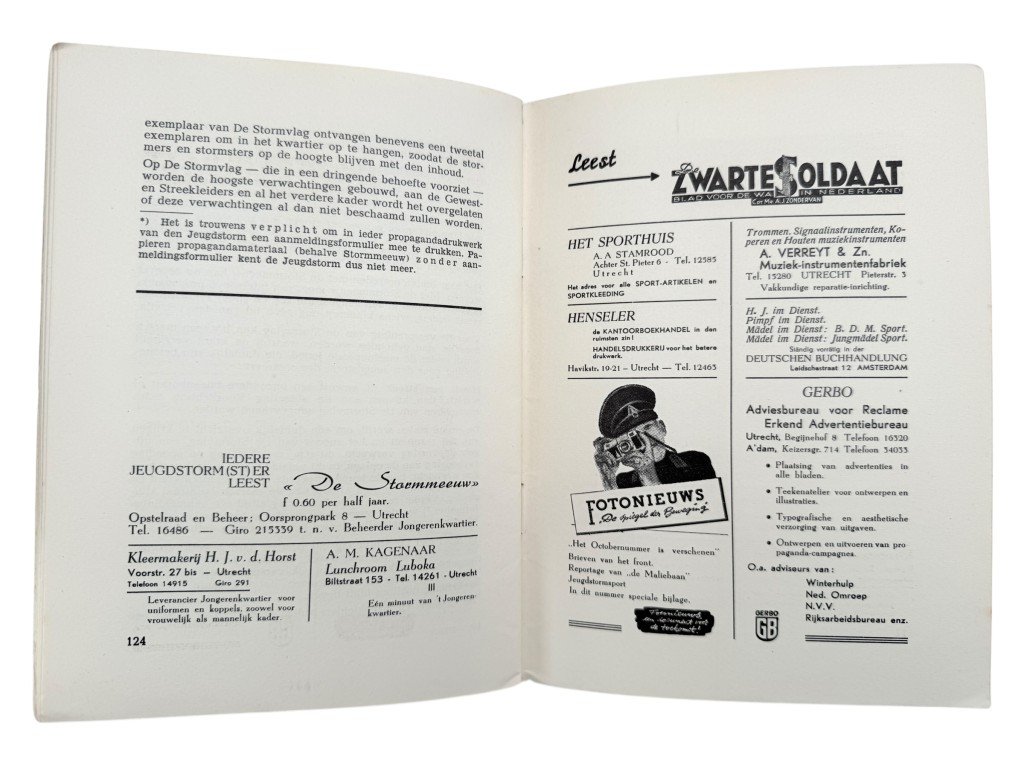 exemplaar van De Stormvlag ontvangen benevens een tweetal
exemplaren om in het kwartier op te hangen, zoodat de stor-
mers en stormsters op de hoogte blijven met den inhoud.
Op De Stormvlag — die in een dringende behoefte voorziet —
worden de hoogste verwachtingen gebouwd, aan de Gewest-
en Streekleiders en al het verdere kader wordt het overgelaten
of deze verwachtingen al dan niet beschaamd zullen worden.
*) Het is trouwens verplicht om in ieder propagandadrukwerk
van den Jeugdstorm een aanmeldingsformulier mee te drukken. Pa-
pieren propagandamateriaal (behalve Stormmeeuw) zonder aan-
meldingsformulier kent de Jeugdstorm dus niet meer.
IEDERE
JEUGDSTORM(ST)ER
LEEST
«De Stormmeeuw»
f 0.60 per half jaar.
Opstelraad en Beheer: Oorsprongpark 8 — Utrecht
Tel. 16486 — Giro 215339 t. n. v. Beheerder Jongerenkwartier.
Kleermakerij H. J. v. d. Horst
Voorstr. 27 bis – Utrecht
Telefoon 14915 Giro 291
Leverancier Jongerenkwartier voor
uniformen en koppels, zoowel voor
vrouwelijk als mannelijk kader.
A. M. KAGENAAR
Lunchroom Luboka
Biltstraat 153 - Tel. 14261 - Utrecht
III
Eén minuut van 't Jongeren-
kwartier.
124
Leest
De
ZWARTE SOLDAAT
BLAD VOOR DE W.A. IN NEDERLAND
Cor Me. A.J. ZONDERVAN
HET SPORTHUIS
A. A STAMROOD
Achter St. Pieter 6 - Tel. 12585
Utrecht
Het adres voor alle SPORT-ARTIKELEN en
SPORTKLEEDING
HENSELER
de KANTOORBOEKHANDEL in den
ruimsten zin!
HANDELSDRUKKERIJ voor het betere
drukwerk.
Havikstr. 19-21 – Utrecht — Tel. 12463
FOTONIEUWS
"De spiegel der Beweging"
„Het Octobernummer is verschenen"
Brieven van het front.
Reportage van „de Maliebaan"
Jeugdstormsport
In dit nummer speciale bijlage.
Fotonieuws
een document voor
de toekomst!
Trommen. Signaalinstrumenten, Ko-
peren en Houten muziekinstrumenten
A. VERREYT & Zn.
Muziek-instrumentenfabriek
Tel. 15280 UTRECHT Pieterstr. 3
Vakkundige reparatie-inrichting.
H. J. im Dienst.
Pimpf im Dienst.
Mädel im Dienst: B. D. M. Sport.
Mädel im Dienst: Jungmädel Sport.
Ständig vorrätig in der
DEUTSCHEN BUCHHANDLUNG
Leidschestraat 12 AMSTERDAM
GERBO
Adviesbureau voor Reclame
Erkend Advertentiebureau
Utrecht, Begijnehof 8 Telefoon 16320
A'dam, Keizersgr. 714 Telefoon 34033
• Plaatsing van advertenties in
alle bladen.
• Teekenatelier voor ontwerpen en
illustraties.
• Typografische en aesthetische
verzorging van uitgaven.
• Ontwerpen en uitvoeren van pro-
paganda-campagnes.
O.a. adviseurs van:
Winterhulp
Ned. Omroep
N.V.V.
Rijksarbeidsbureau enz.
GERBO
GB